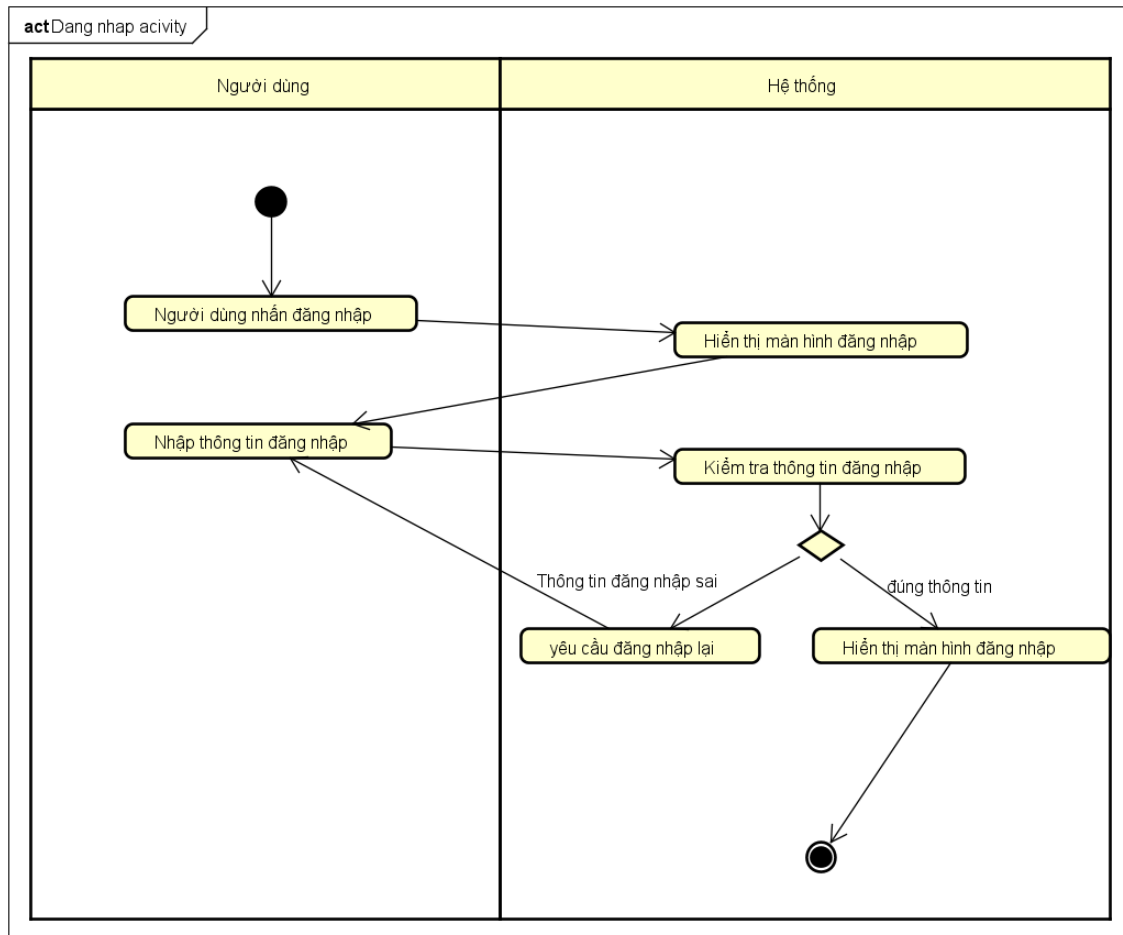 act Dang nhap acivity
Người dùng
Hệ thống
Người dùng nhấn đăng nhập
Hiển thị màn hình đăng nhập
Nhập thông tin đăng nhập
Kiểm tra thông tin đăng nhập
Thông tin đăng nhập sai
đúng thông tin
yêu cầu đăng nhập lại
Hiển thị màn hình đăng nhập